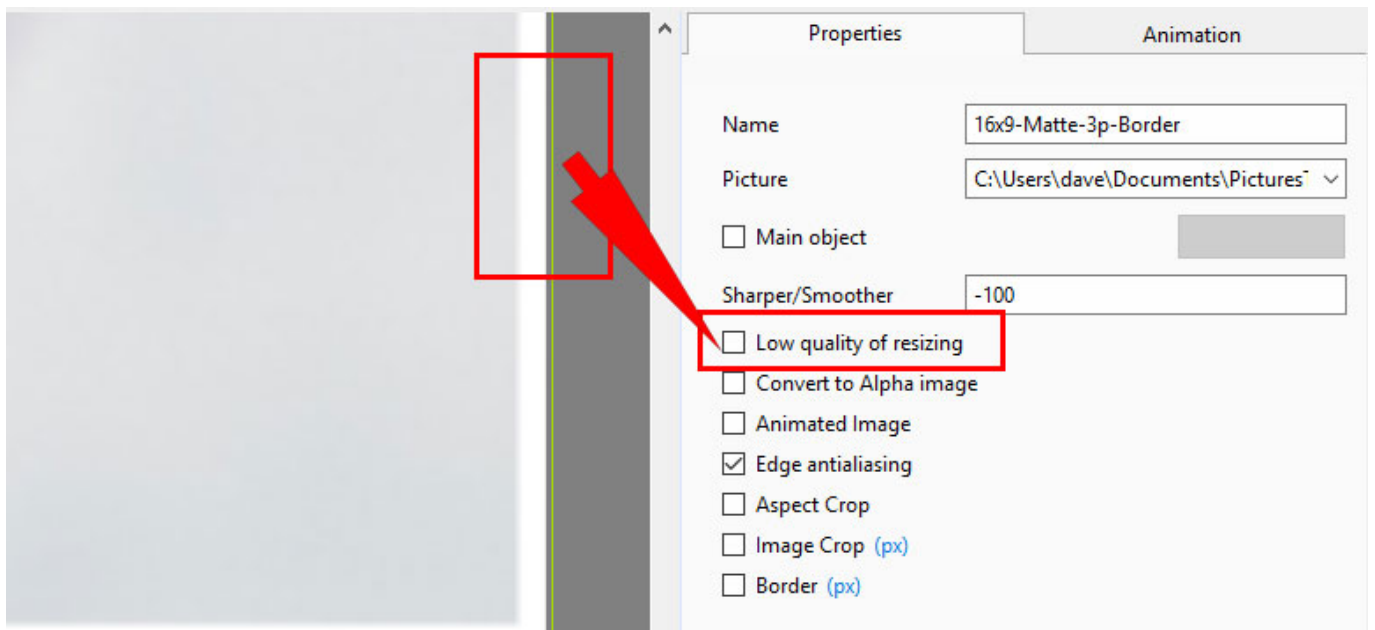 Properties
Animation
Name
16x9-Matte-3p-Border
Picture
C:\Users\dave\Documents\Pictures
Main object
Sharper/Smoother
-100
Low quality of resizing
Convert to Alpha image
Animated Image
Edge antialiasing
Aspect Crop
Image Crop (px)
Border (px)